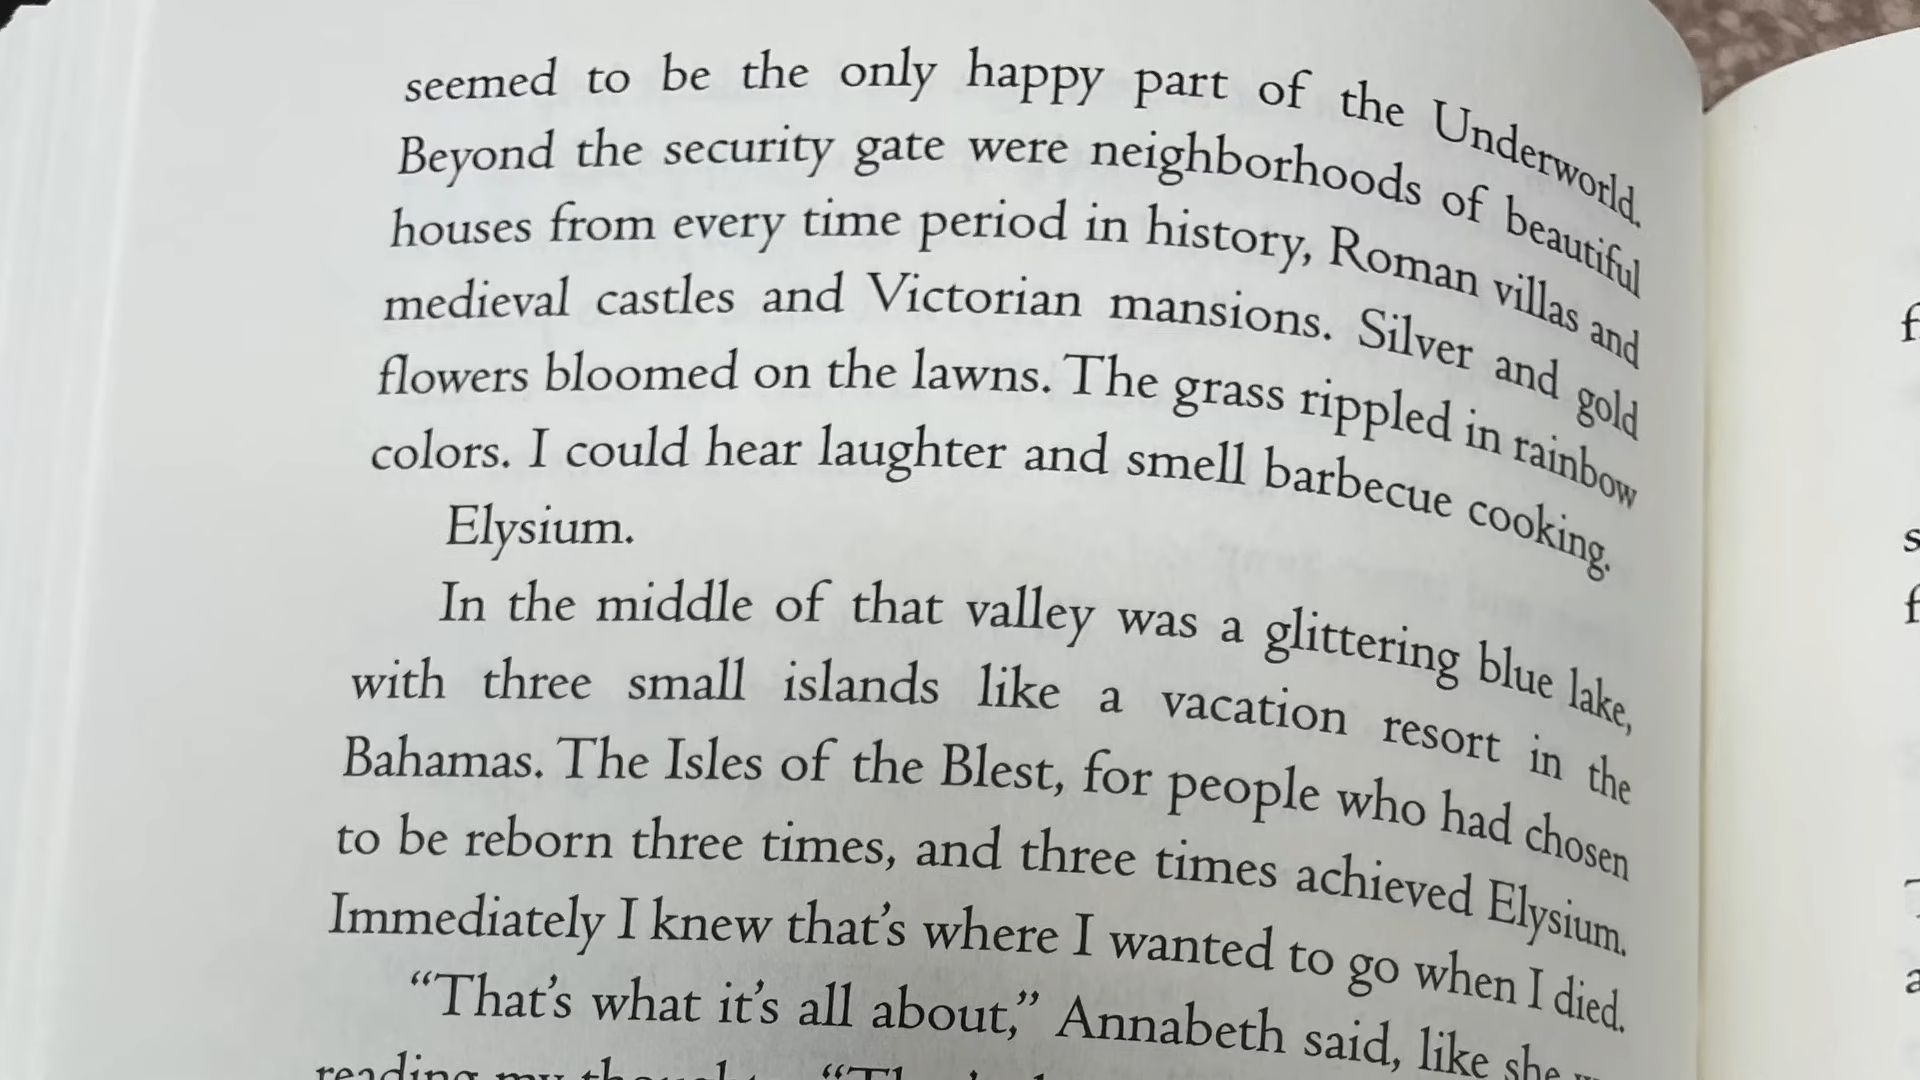 seemed to be the only happy part of the Underworld.
Beyond the security gate were neighborhoods of beautiful
houses from every time period in history, Roman villas and
medieval castles and Victorian mansions. Silver and gold
flowers bloomed on the lawns. The grass rippled in rainbow
colors. I could hear laughter and smell barbecue cooking.
Elysium.
In the middle of that valley was a glittering blue lake,
with three small islands like a vacation resort in the
Bahamas. The Isles of the Blest, for people who had chosen
to be reborn three times, and three times achieved Elysium.
Immediately I knew that's where I wanted to go when I died.
“That's what it's all about,” Annabeth said, like she
reading my